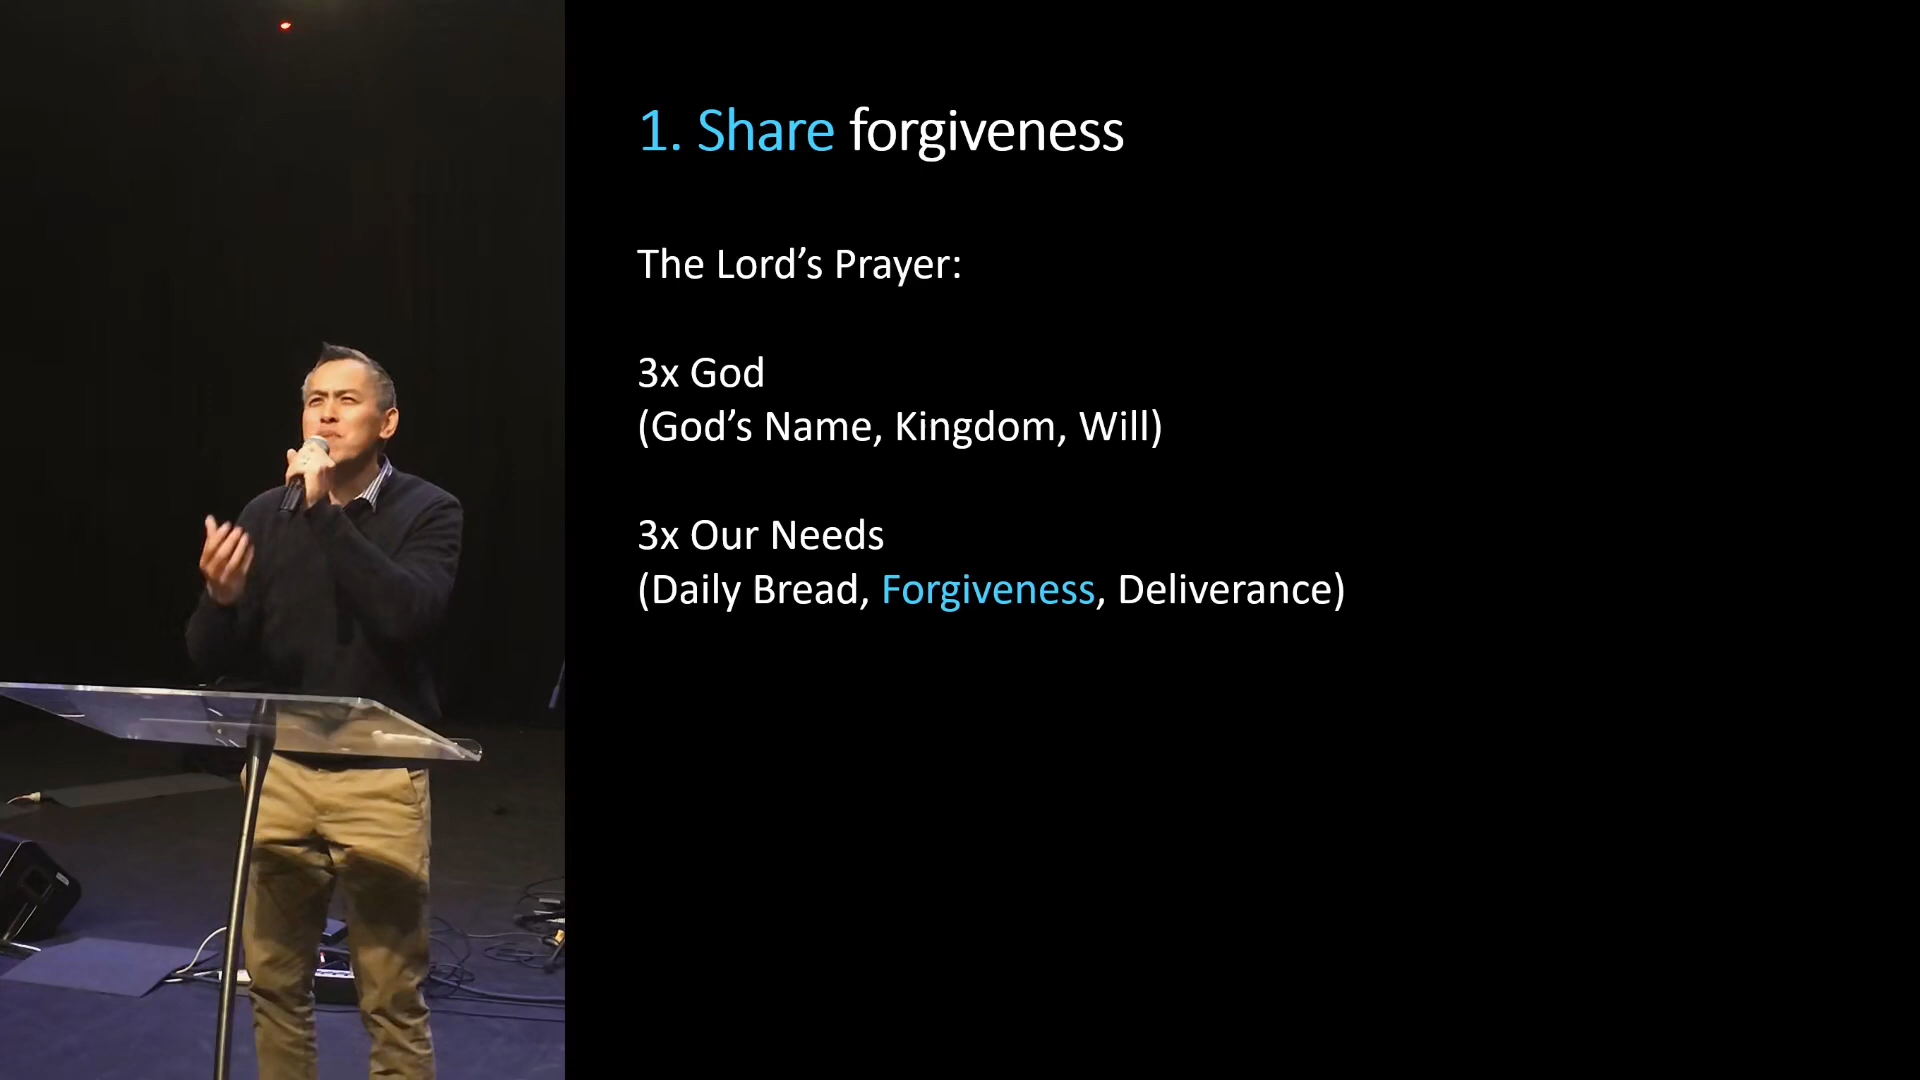 1. Share forgiveness
The Lord’s Prayer:
3x God
(God’s Name, Kingdom, Will)
3x Our Needs
(Daily Bread, Forgiveness, Deliverance)